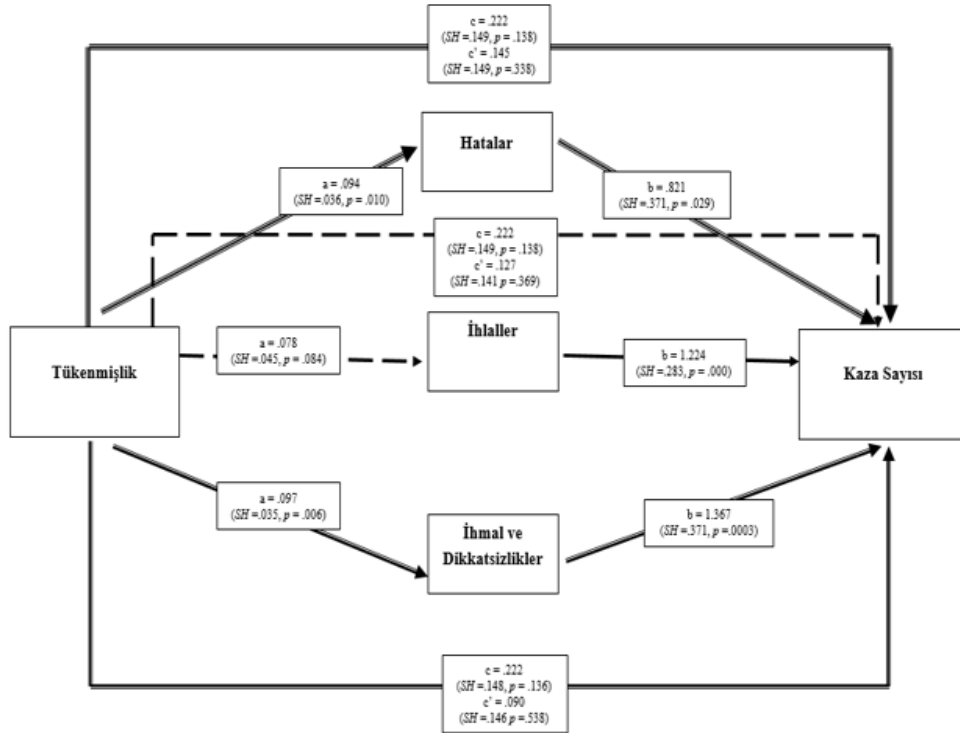 c = .222
(SH =.149, p = .138)
c' = .145
(SH =.149, p =.338)
Hatalar
a = .094
(SH =.036, p = .010)
b = .821
(SH =.371, p = .029)
c = .222
(SH =.149, p = .138)
c' = .127
(SH =.141 p =.369)
Tükenmişlik
a = .078
(SH =.045, p = .084)
İhlaller
b = 1.224
(SH =.283, p = .000)
Kaza Sayısı
a = .097
(SH =.035, p = .006)
İhmal ve
Dikkatsizlikler
b = 1.367
(SH =.371, p =.0003)
c = .222
(SH =.148, p = .136)
c' = .090
(SH =.146 p =.538)